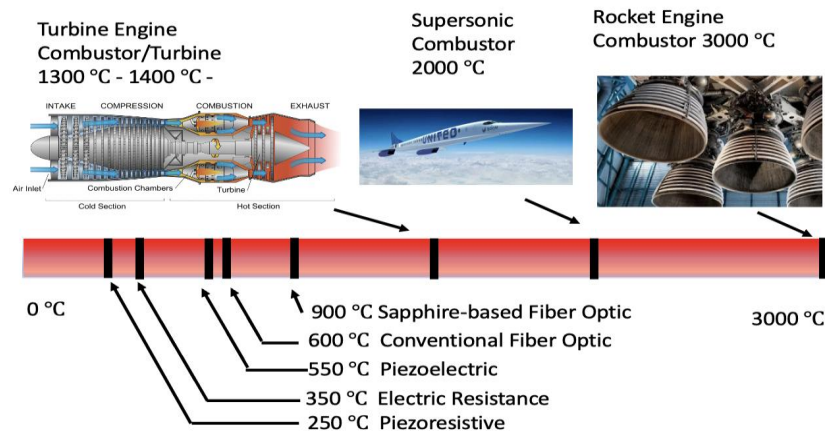 Turbine Engine
Combustor/Turbine
1300 ℃ - 1400 ℃ -
Supersonic
Combustor
2000 ℃
Rocket Engine
Combustor 3000 ℃
INTAKE
COMPRESSION
COMBUSTION
EXHAUST
Air Inlet
Combustion Chambers
Turbine
Cold Section
Hot Section
UNITED
0 ℃
900 ℃ Sapphire-based Fiber Optic
600 ℃ Conventional Fiber Optic
550 ℃ Piezoelectric
350 ℃ Electric Resistance
250 ℃ Piezoresistive
3000 ℃